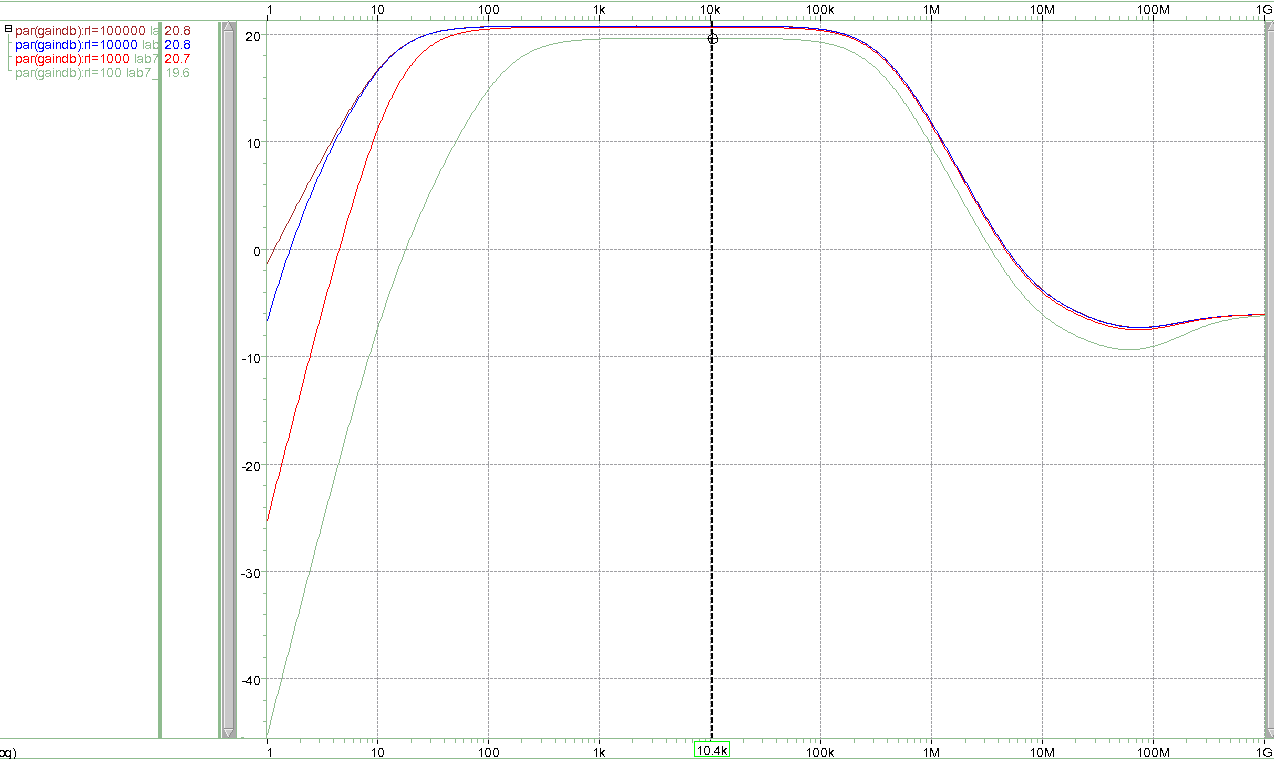 1 10 100 1k 10k 100k 1M 10M 100M 1G
par(gaindb):rl=100000 la 20.8
par(gaindb):rl=10000 lab 20.8
par(gaindb):rl=1000 lab7 20.7
par(gaindb):rl=100 lab7_ 19.6
20
10
0
-10
-20
-30
-40
og)
1 10 100 1k 10.4k 100k 1M 10M 100M 1G